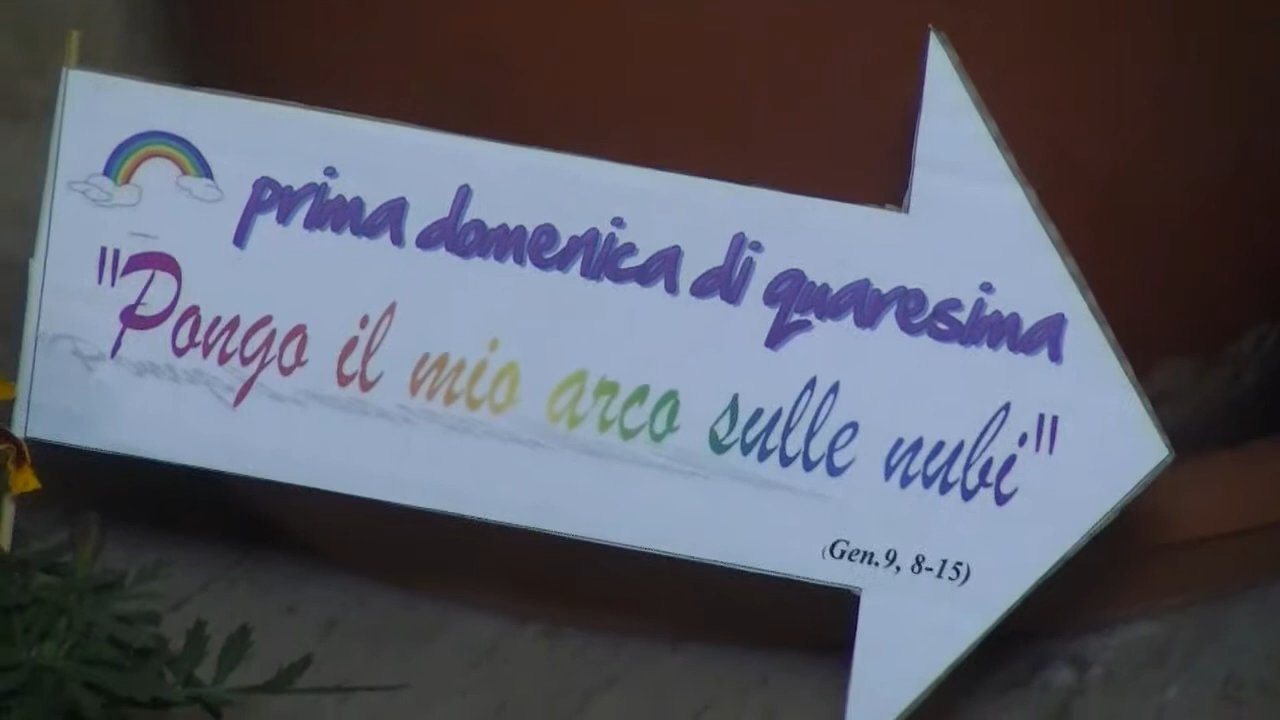 prima domenica di quaresima
"Pongo il mio arco sulle nubi"
(Gen.9, 8-15)